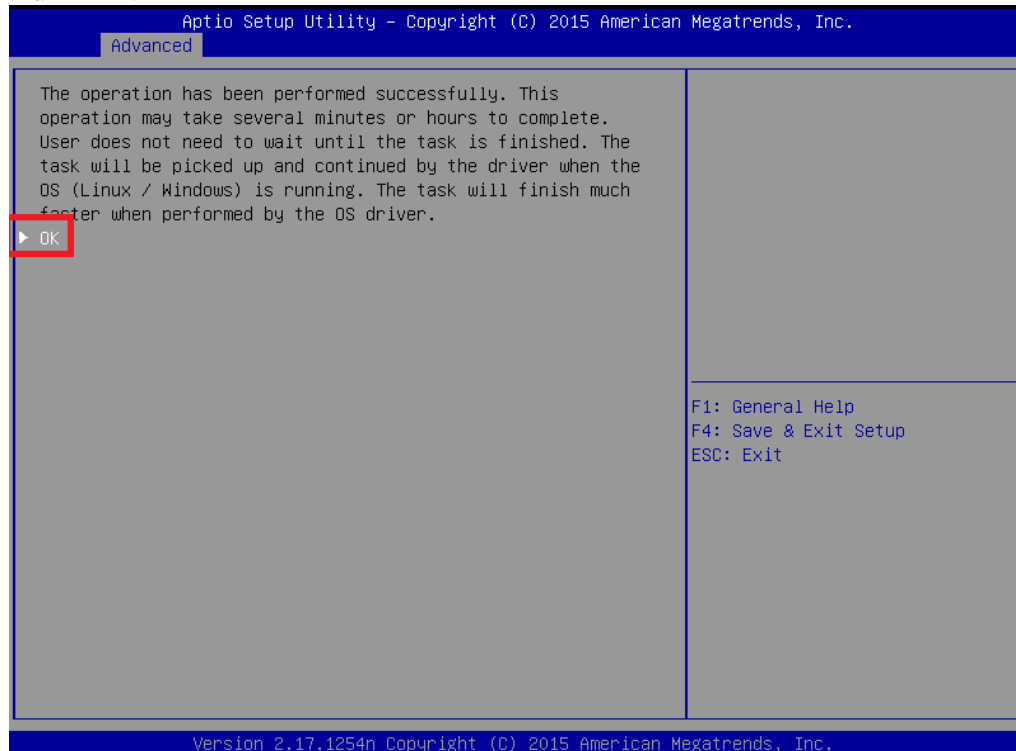 Aptio Setup Utility – Copyright (C) 2015 American Megatrends, Inc.
Advanced
The operation has been performed successfully. This
operation may take several minutes or hours to complete.
User does not need to wait until the task is finished. The
task will be picked up and continued by the driver when the
OS (Linux / Windows) is running. The task will finish much
faster when performed by the OS driver.
▶ OK
F1: General Help
F4: Save & Exit Setup
ESC: Exit
Version 2.17.1254n Copyright (C) 2015 American Megatrends, Inc.